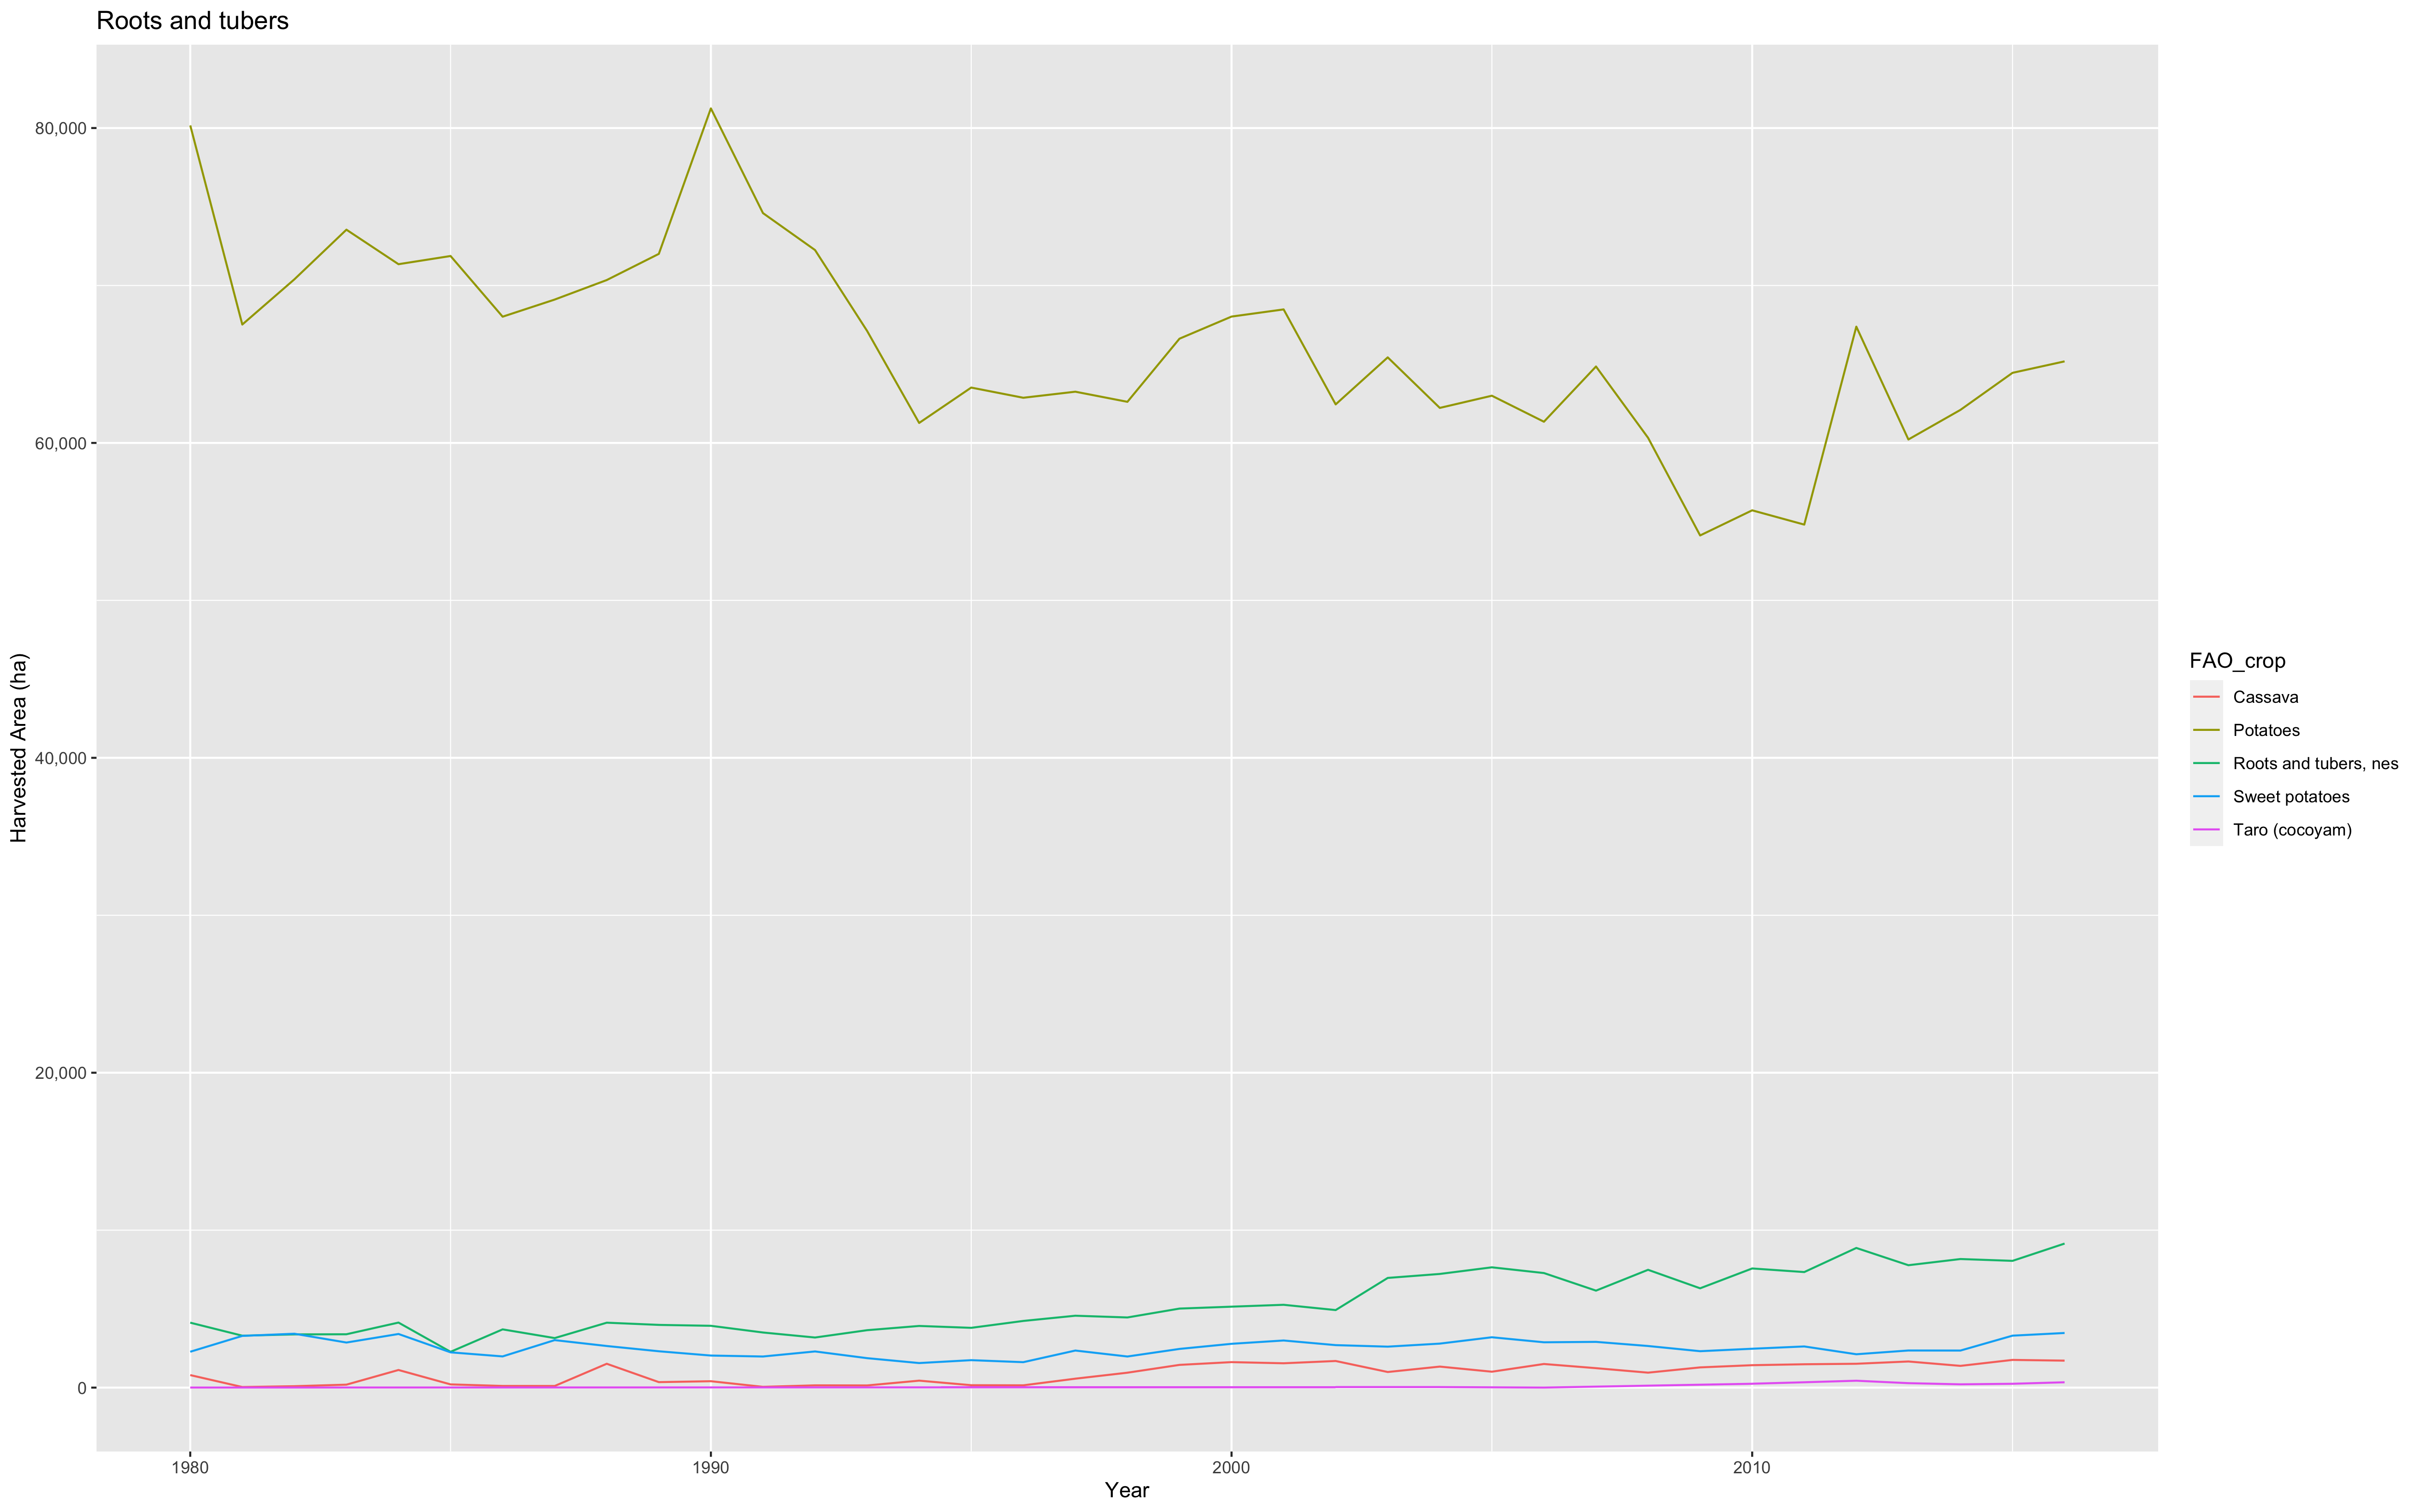 Roots and tubers
80,000
60,000
40,000
20,000
0
Harvested Area (ha)
1980
1990
2000
2010
Year
FAO_crop
Cassava
Potatoes
Roots and tubers, nes
Sweet potatoes
Taro (cocoyam)